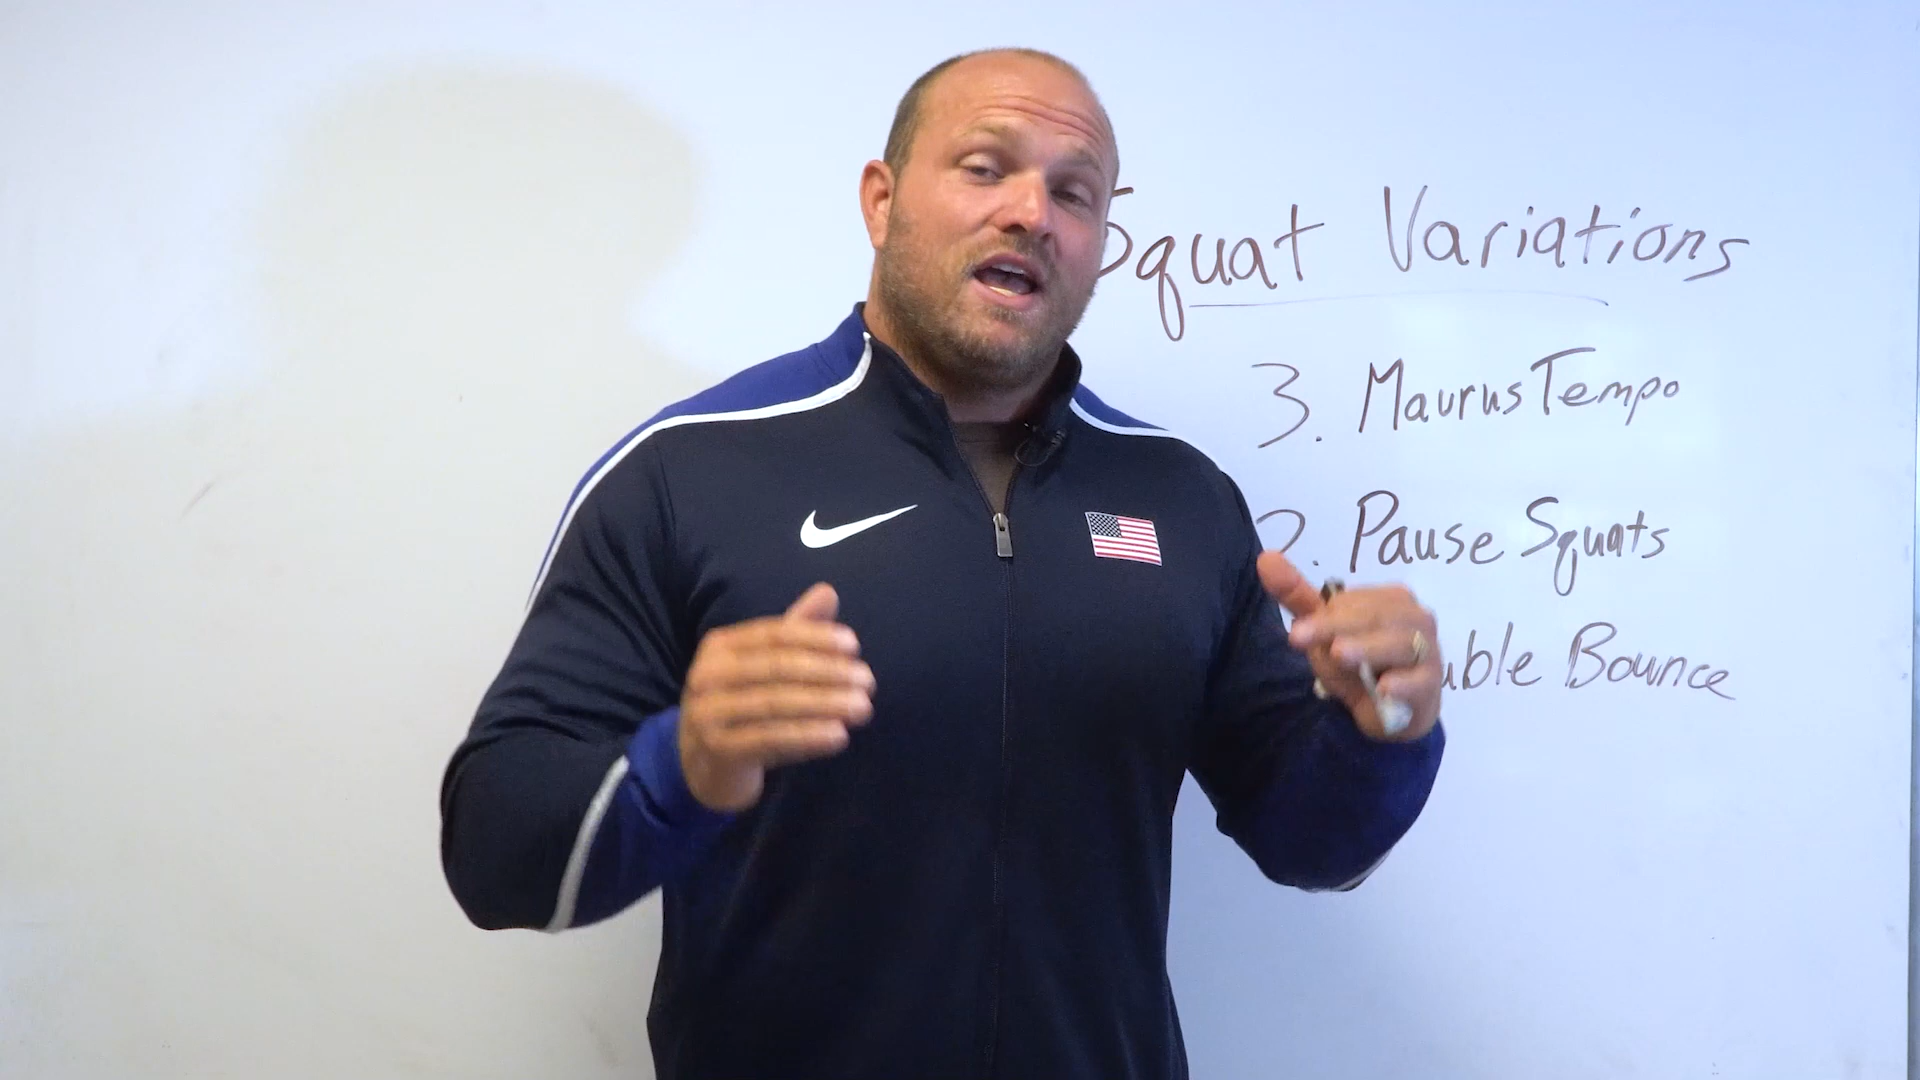 Squat Variations
3. Maurus Tempo
2. Pause Squats
Bounce